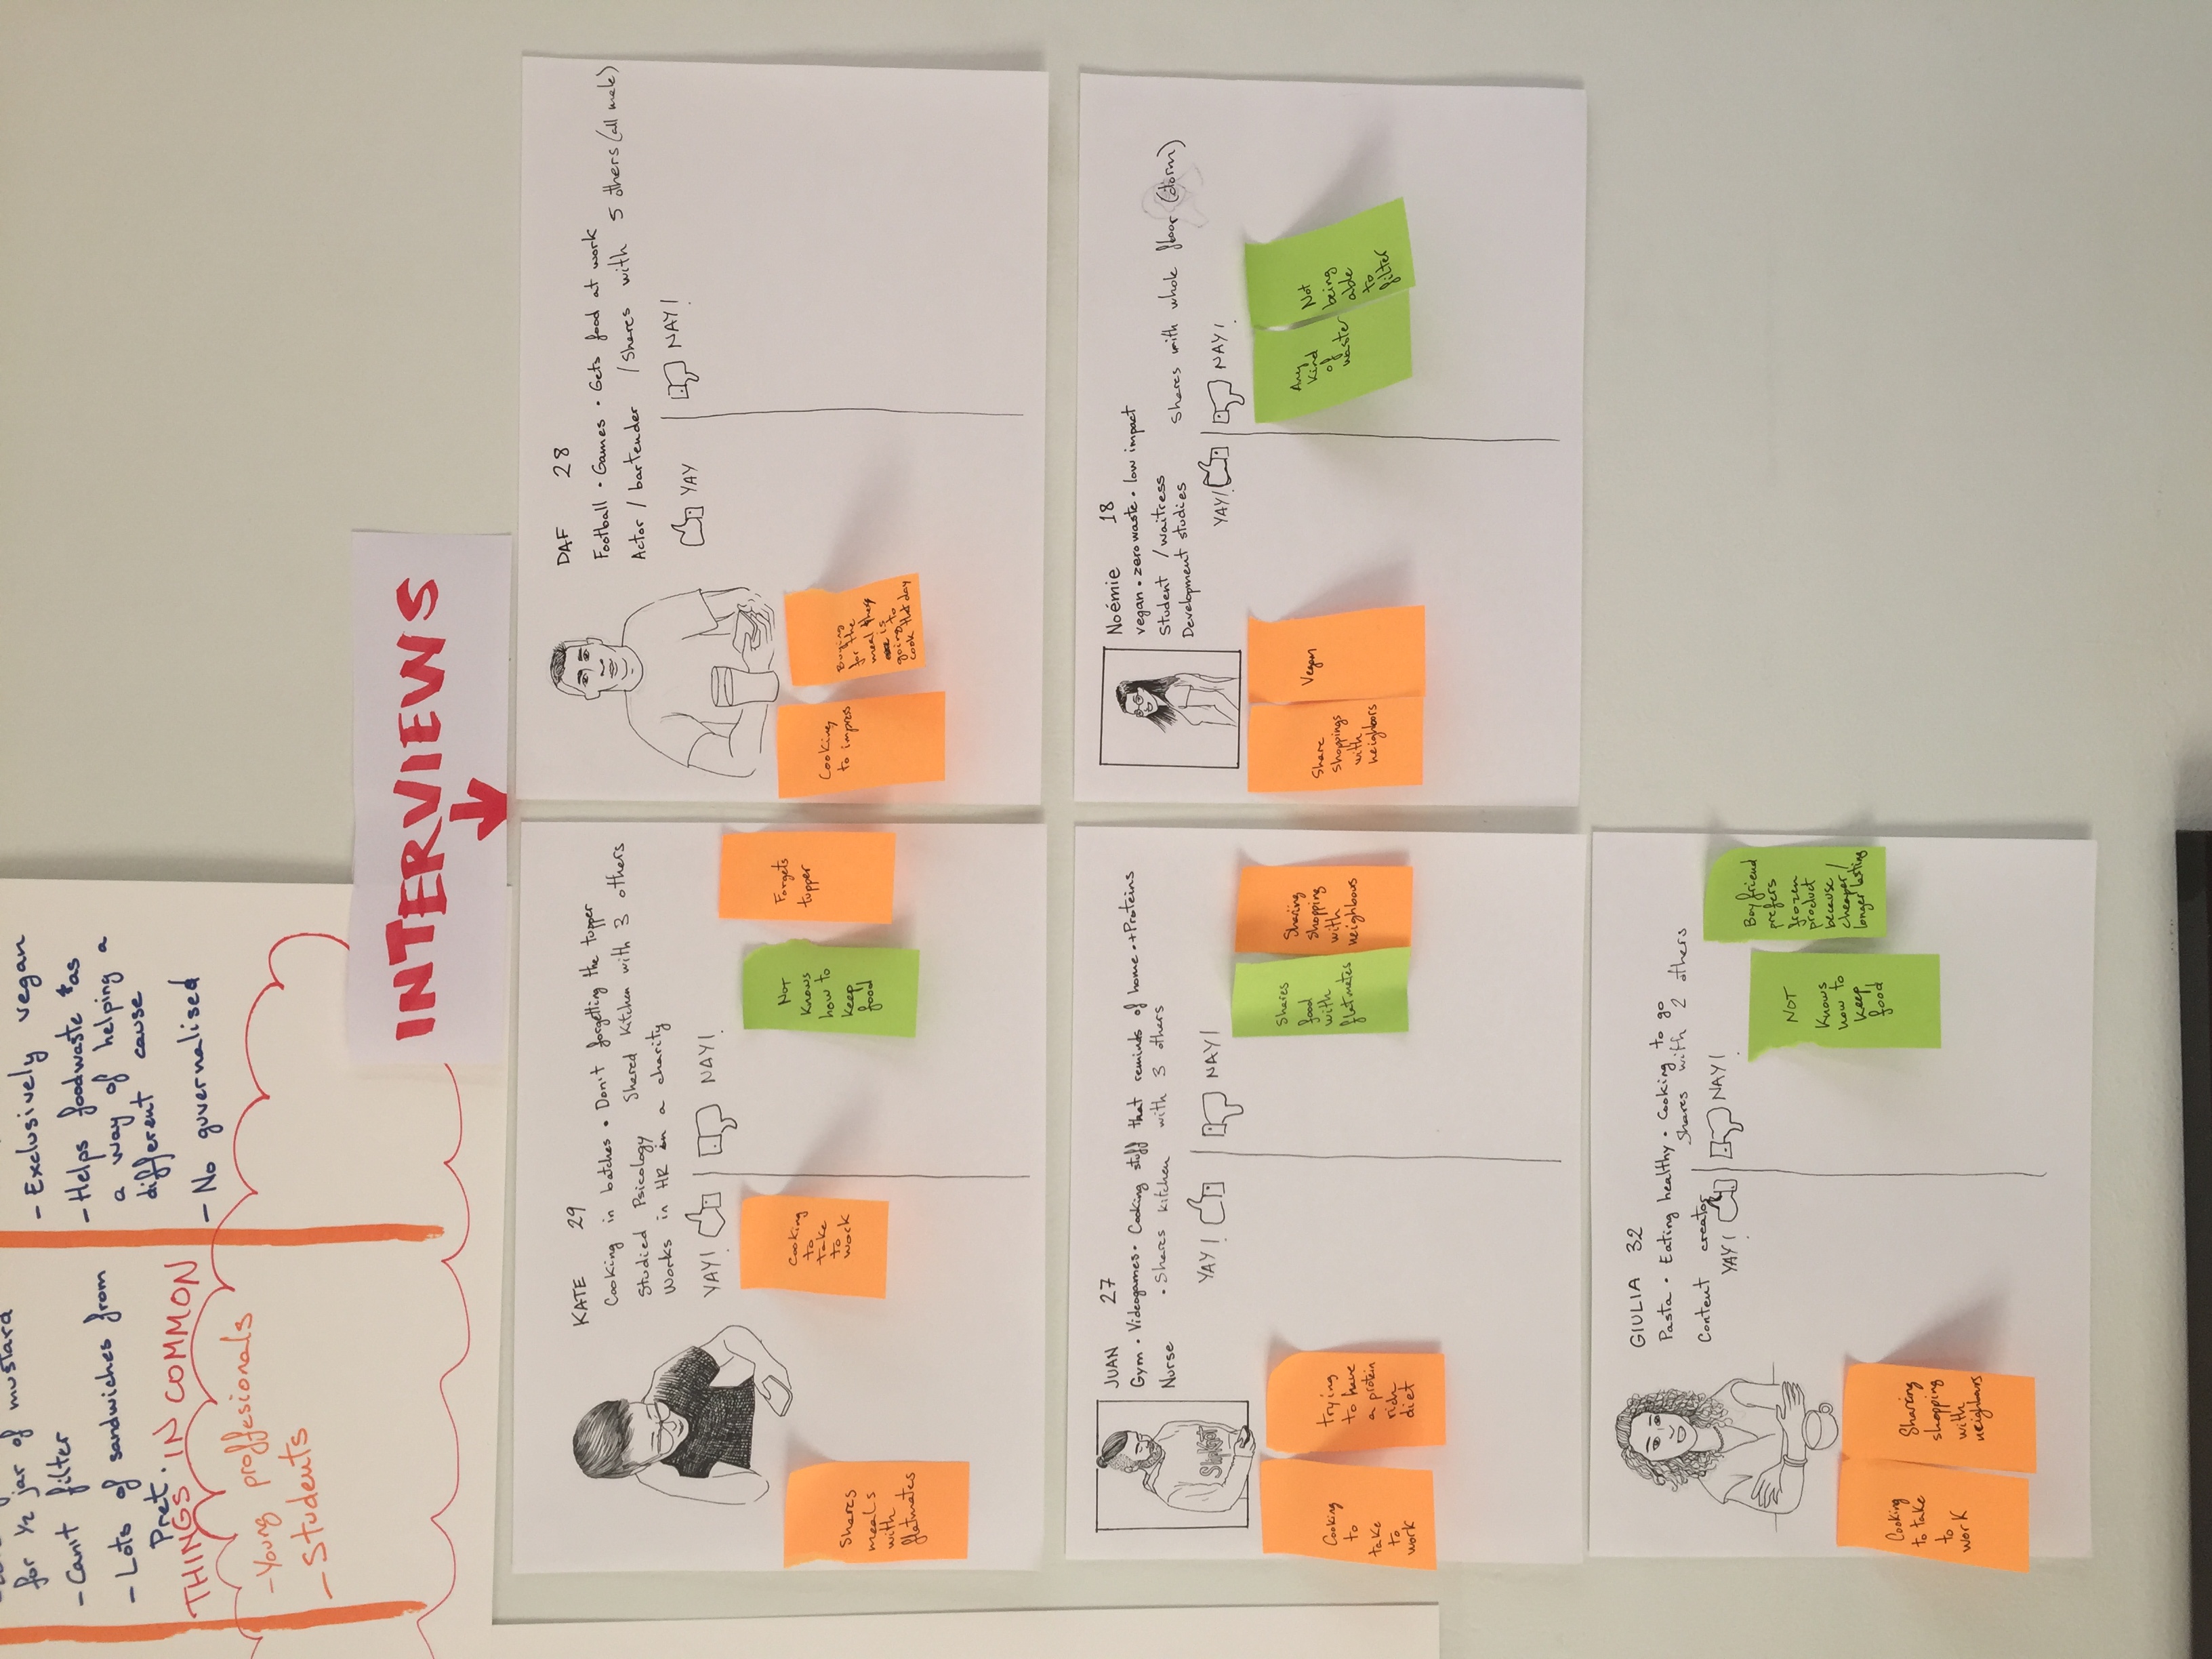 for ½ jar of mustard
- Can't filter
- Lots of sandwiches from
Pret.
THINGS IN COMMON
- Young proffesionals
- Students
- Exclusively vegan
- Helps foodwaste as
a way of helping a
different cause
- No guvernalised
INTERVIEWS
KATE 29
Cooking in batches • Don't forgetting the tupper
Studied Psicology Shared Kitchen with 3 others
Works in HR in a charity
YAY! NAY!
Shares
meals
with
flatmates
Cooking
to
take
to
work
NOT
Knows
how to
keep
food
Forgets
tupper
DAF 28
Football • Games • Gets food at work
Actor / bartender / Shares with 5 others (all male)
YAY NAY!
Cooking
to impress
Buying
for the
meal
is
going to
cook that day
JUAN 27
Gym • Videogames • Cooking stuff that reminds of home • +Proteins
Nurse • Shares kitchen with 3 others
SlipKnot
YAY! NAY!
Cooking
to
take
to
work
trying
to have
a protein
rich
diet
Shares
food
with
flatmates
Sharing
shopping
with
neighbous
Noémie 18
vegan • zero waste • low impact
Student / waitress
Development studies Shares with whole floor (dorm)
YAY! NAY!
Share
shoppings
with
neighbors
Vegan
Any
kind
of
waster
Not
being
able
to
filter
GIULIA 32
Pasta • Eating healthy • Cooking to go
Shares with 2 others
Content creator
YAY! NAY!
Cooking
to take
to
work
Sharing
shopping
with
neighbours
NOT
Knows
how to
keep
food
Boyfriend
prefers
frozen
product
because
cheaper/
longer lasting